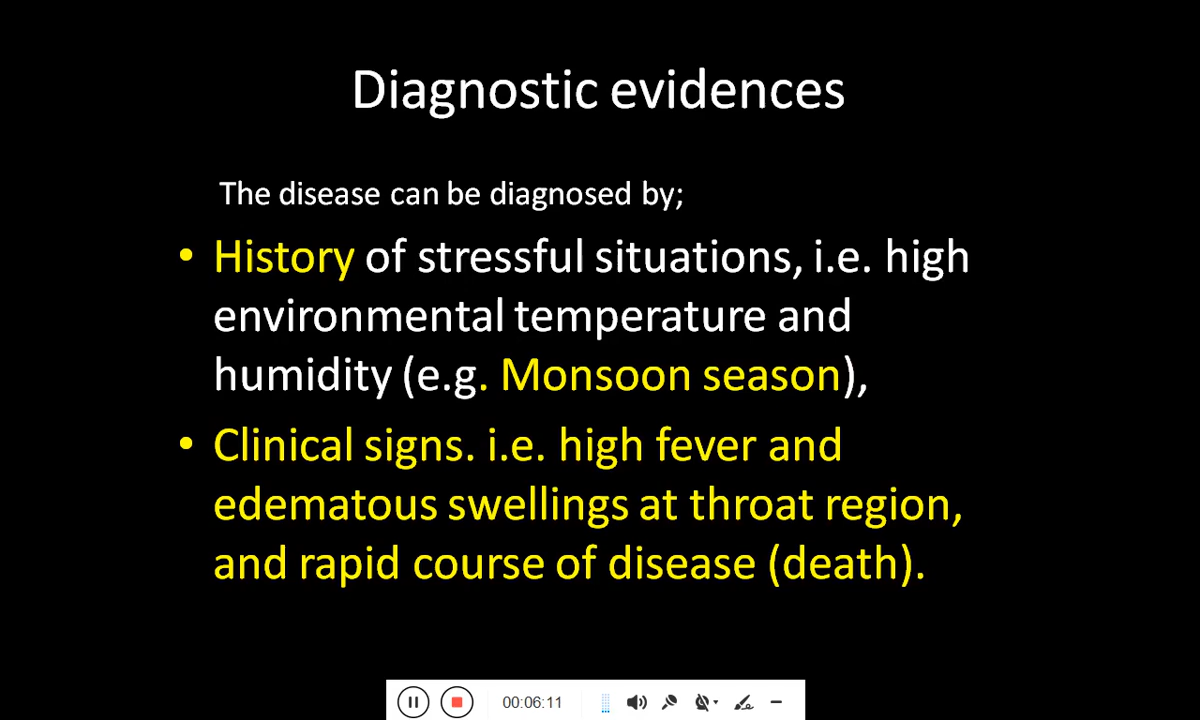 Diagnostic evidences
The disease can be diagnosed by;
• History of stressful situations, i.e. high
environmental temperature and
humidity (e.g. Monsoon season),
• Clinical signs. i.e. high fever and
edematous swellings at throat region,
and rapid course of disease (death).
00:06:11